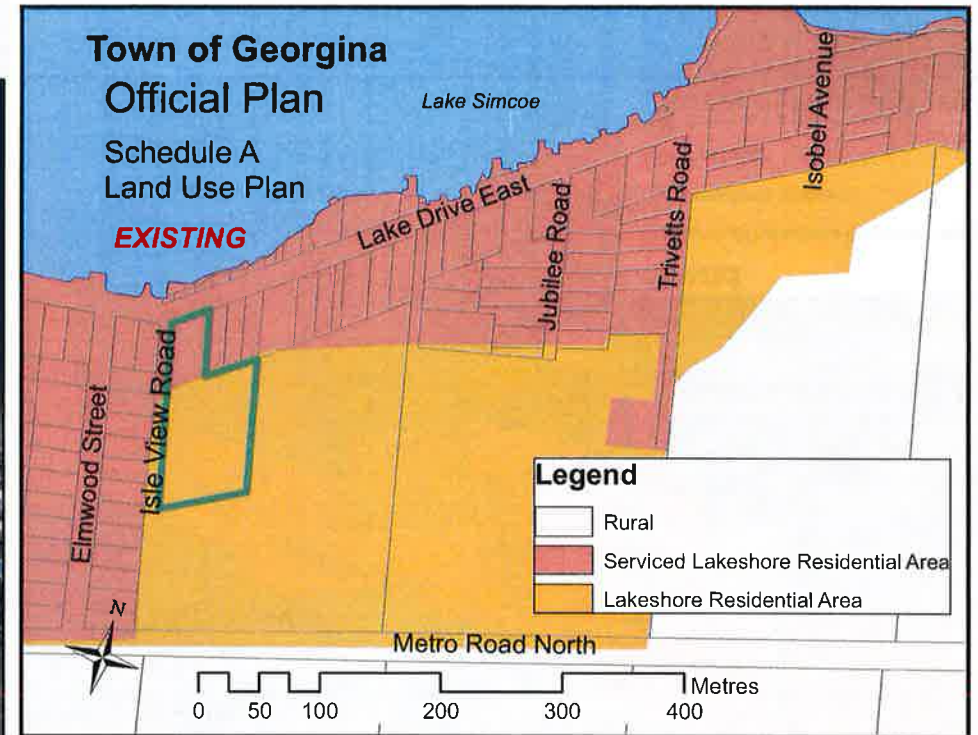 Town of Georgina
Official Plan
Lake Simcoe
Schedule A
Land Use Plan
EXISTING
Isobel Avenue
Lake Drive East
Trivetts Road
Jubilee Road
Isle View Road
Elmwood Street
Legend
Rural
Serviced Lakeshore Residential Area
Lakeshore Residential Area
N
Metro Road North
Metres
0 50 100 200 300 400